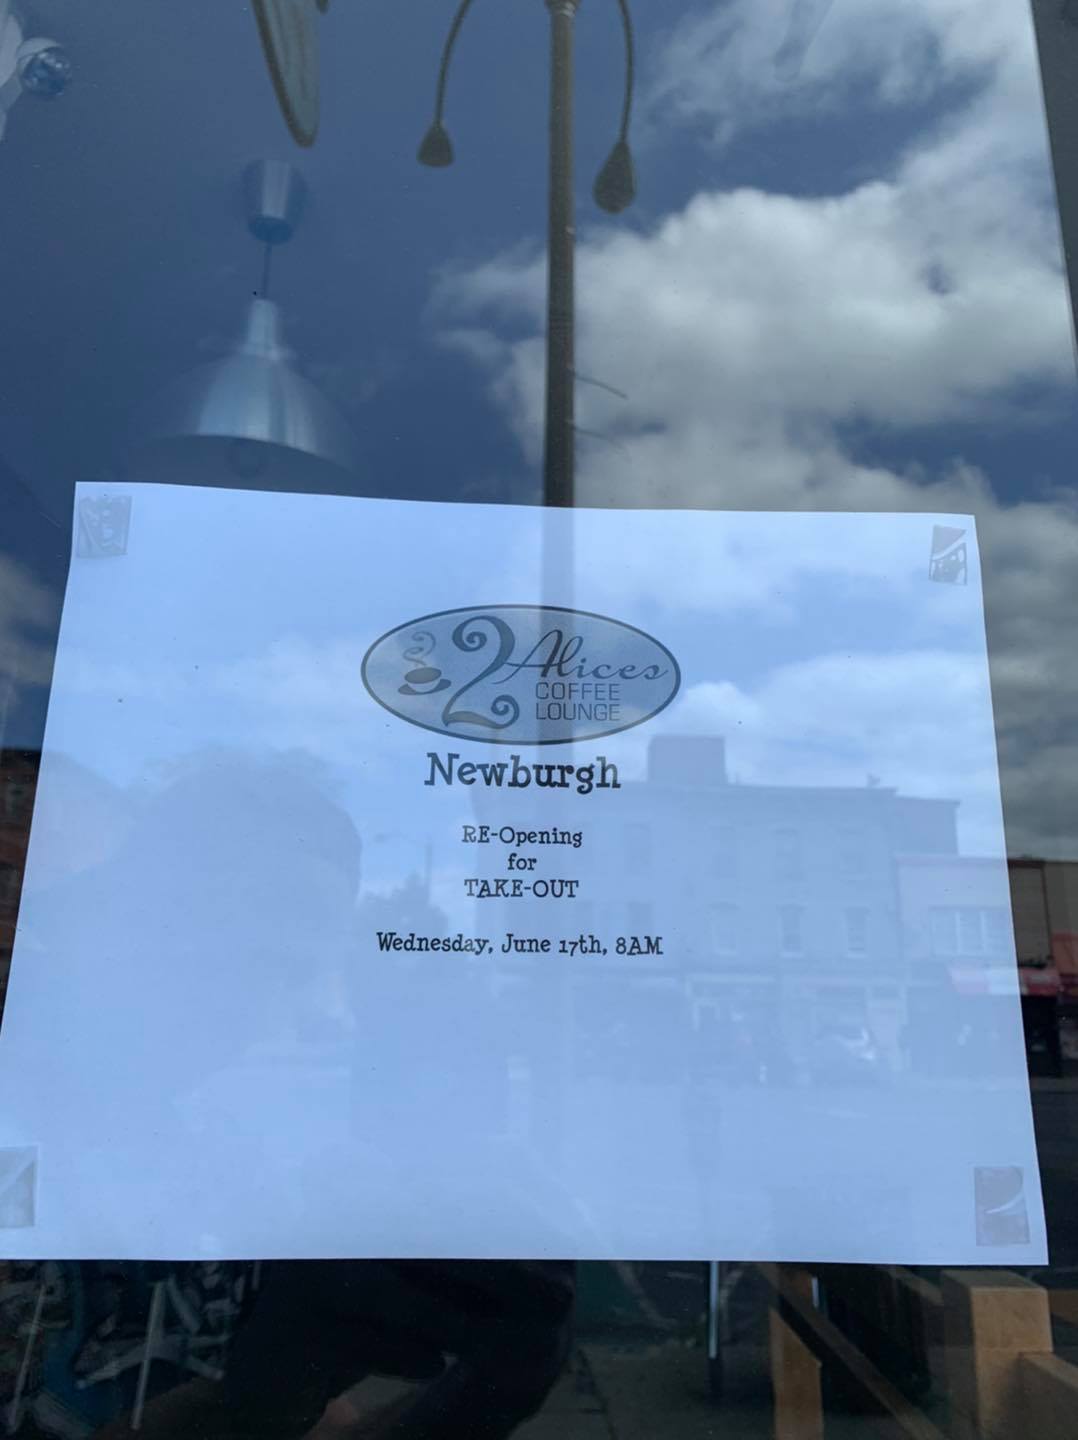 2 Alices
COFFEE
LOUNGE
Newburgh
RE-Opening
for
TAKE-OUT
Wednesday, June 17th, 8AM